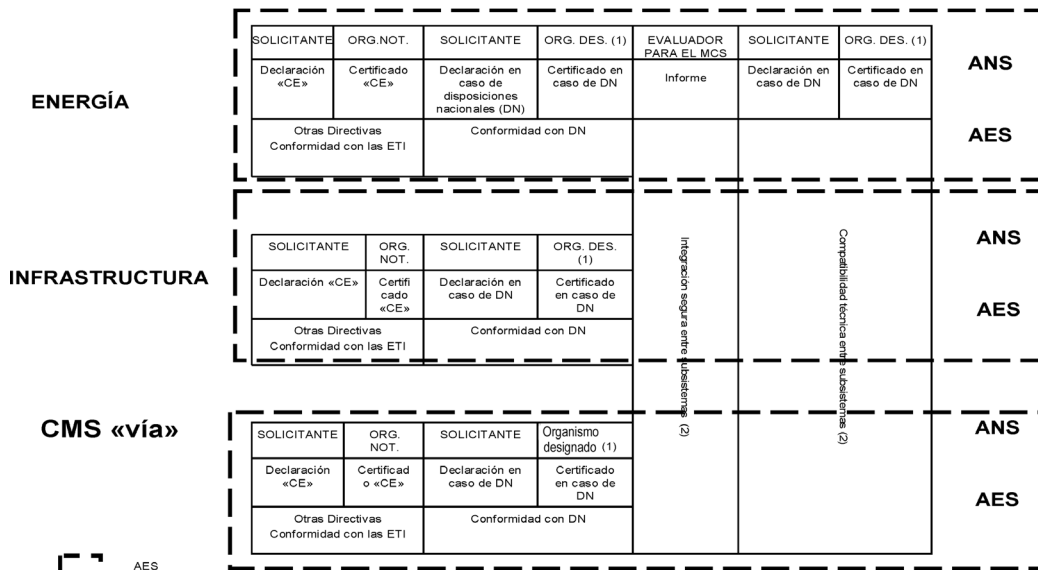 SOLICITANTE
ORG.NOT.
SOLICITANTE
ORG. DES. (1)
EVALUADOR
PARA EL MCS
SOLICITANTE
ORG. DES. (1)
ANS
ENERGÍA
Declaración
«CE»
Certificado
«CE»
Declaración en
caso de
disposiciones
nacionales (DN)
Certificado en
caso de DN
Informe
Declaración en
caso de DN
Certificado en
caso de DN
Otras Directivas
Conformidad con las ETI
Conformidad con DN
AES
INFRASTRUCTURA
SOLICITANTE
ORG.
NOT.
SOLICITANTE
ORG. DES.
(1)
ANS
Declaración «CE»
Certifi
cado
«CE»
Declaración en
caso de DN
Certificado
en caso de
DN
Otras Directivas
Conformidad con las ETI
Conformidad con DN
AES
Integración segura entre subsistemas (2)
Compatibilidad técnica entre subsistemas (2)
CMS «vía»
SOLICITANTE
ORG.
NOT.
SOLICITANTE
Organismo
designado (1)
ANS
Declaración
«CE»
Certificad
o «CE»
Declaración en
caso de DN
Certificado
en caso de
DN
Otras Directivas
Conformidad con las ETI
Conformidad con DN
AES
AES